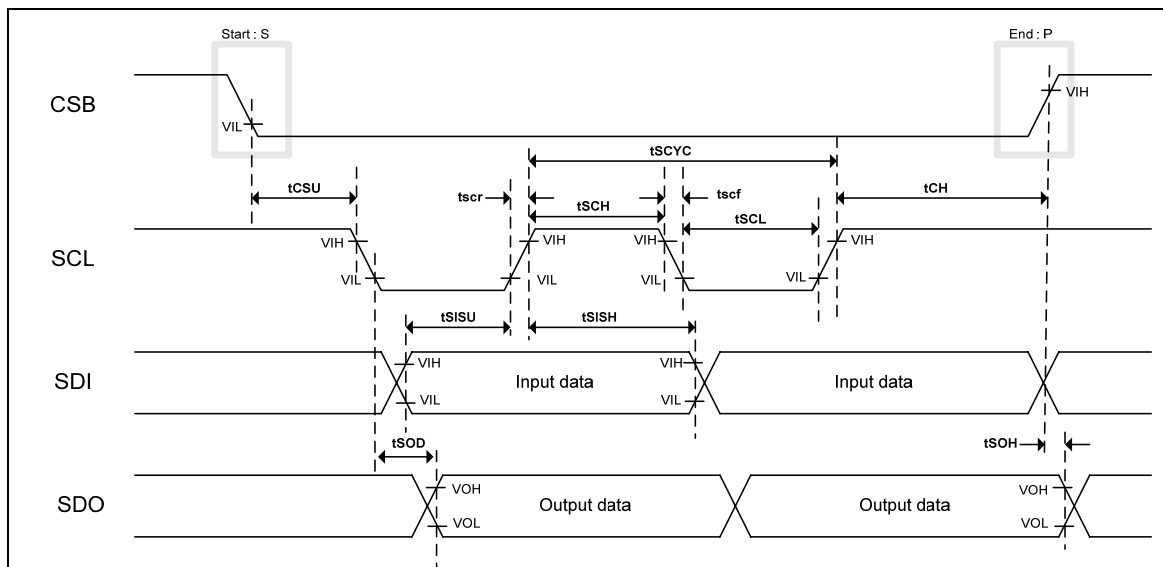 Start : S
End : P
CSB
VIL
VIH
tSCYC
tCSU
tscr
tSCH
tscf
tSCL
tCH
SCL
VIH
VIH
VIH
VIH
VIL
VIL
VIL
VIL
tSISU
tSISH
SDI
VIH
VIH
Input data
Input data
VIL
VIL
tSOD
tSOH
SDO
VOH
VOH
Output data
Output data
VOL
VOL